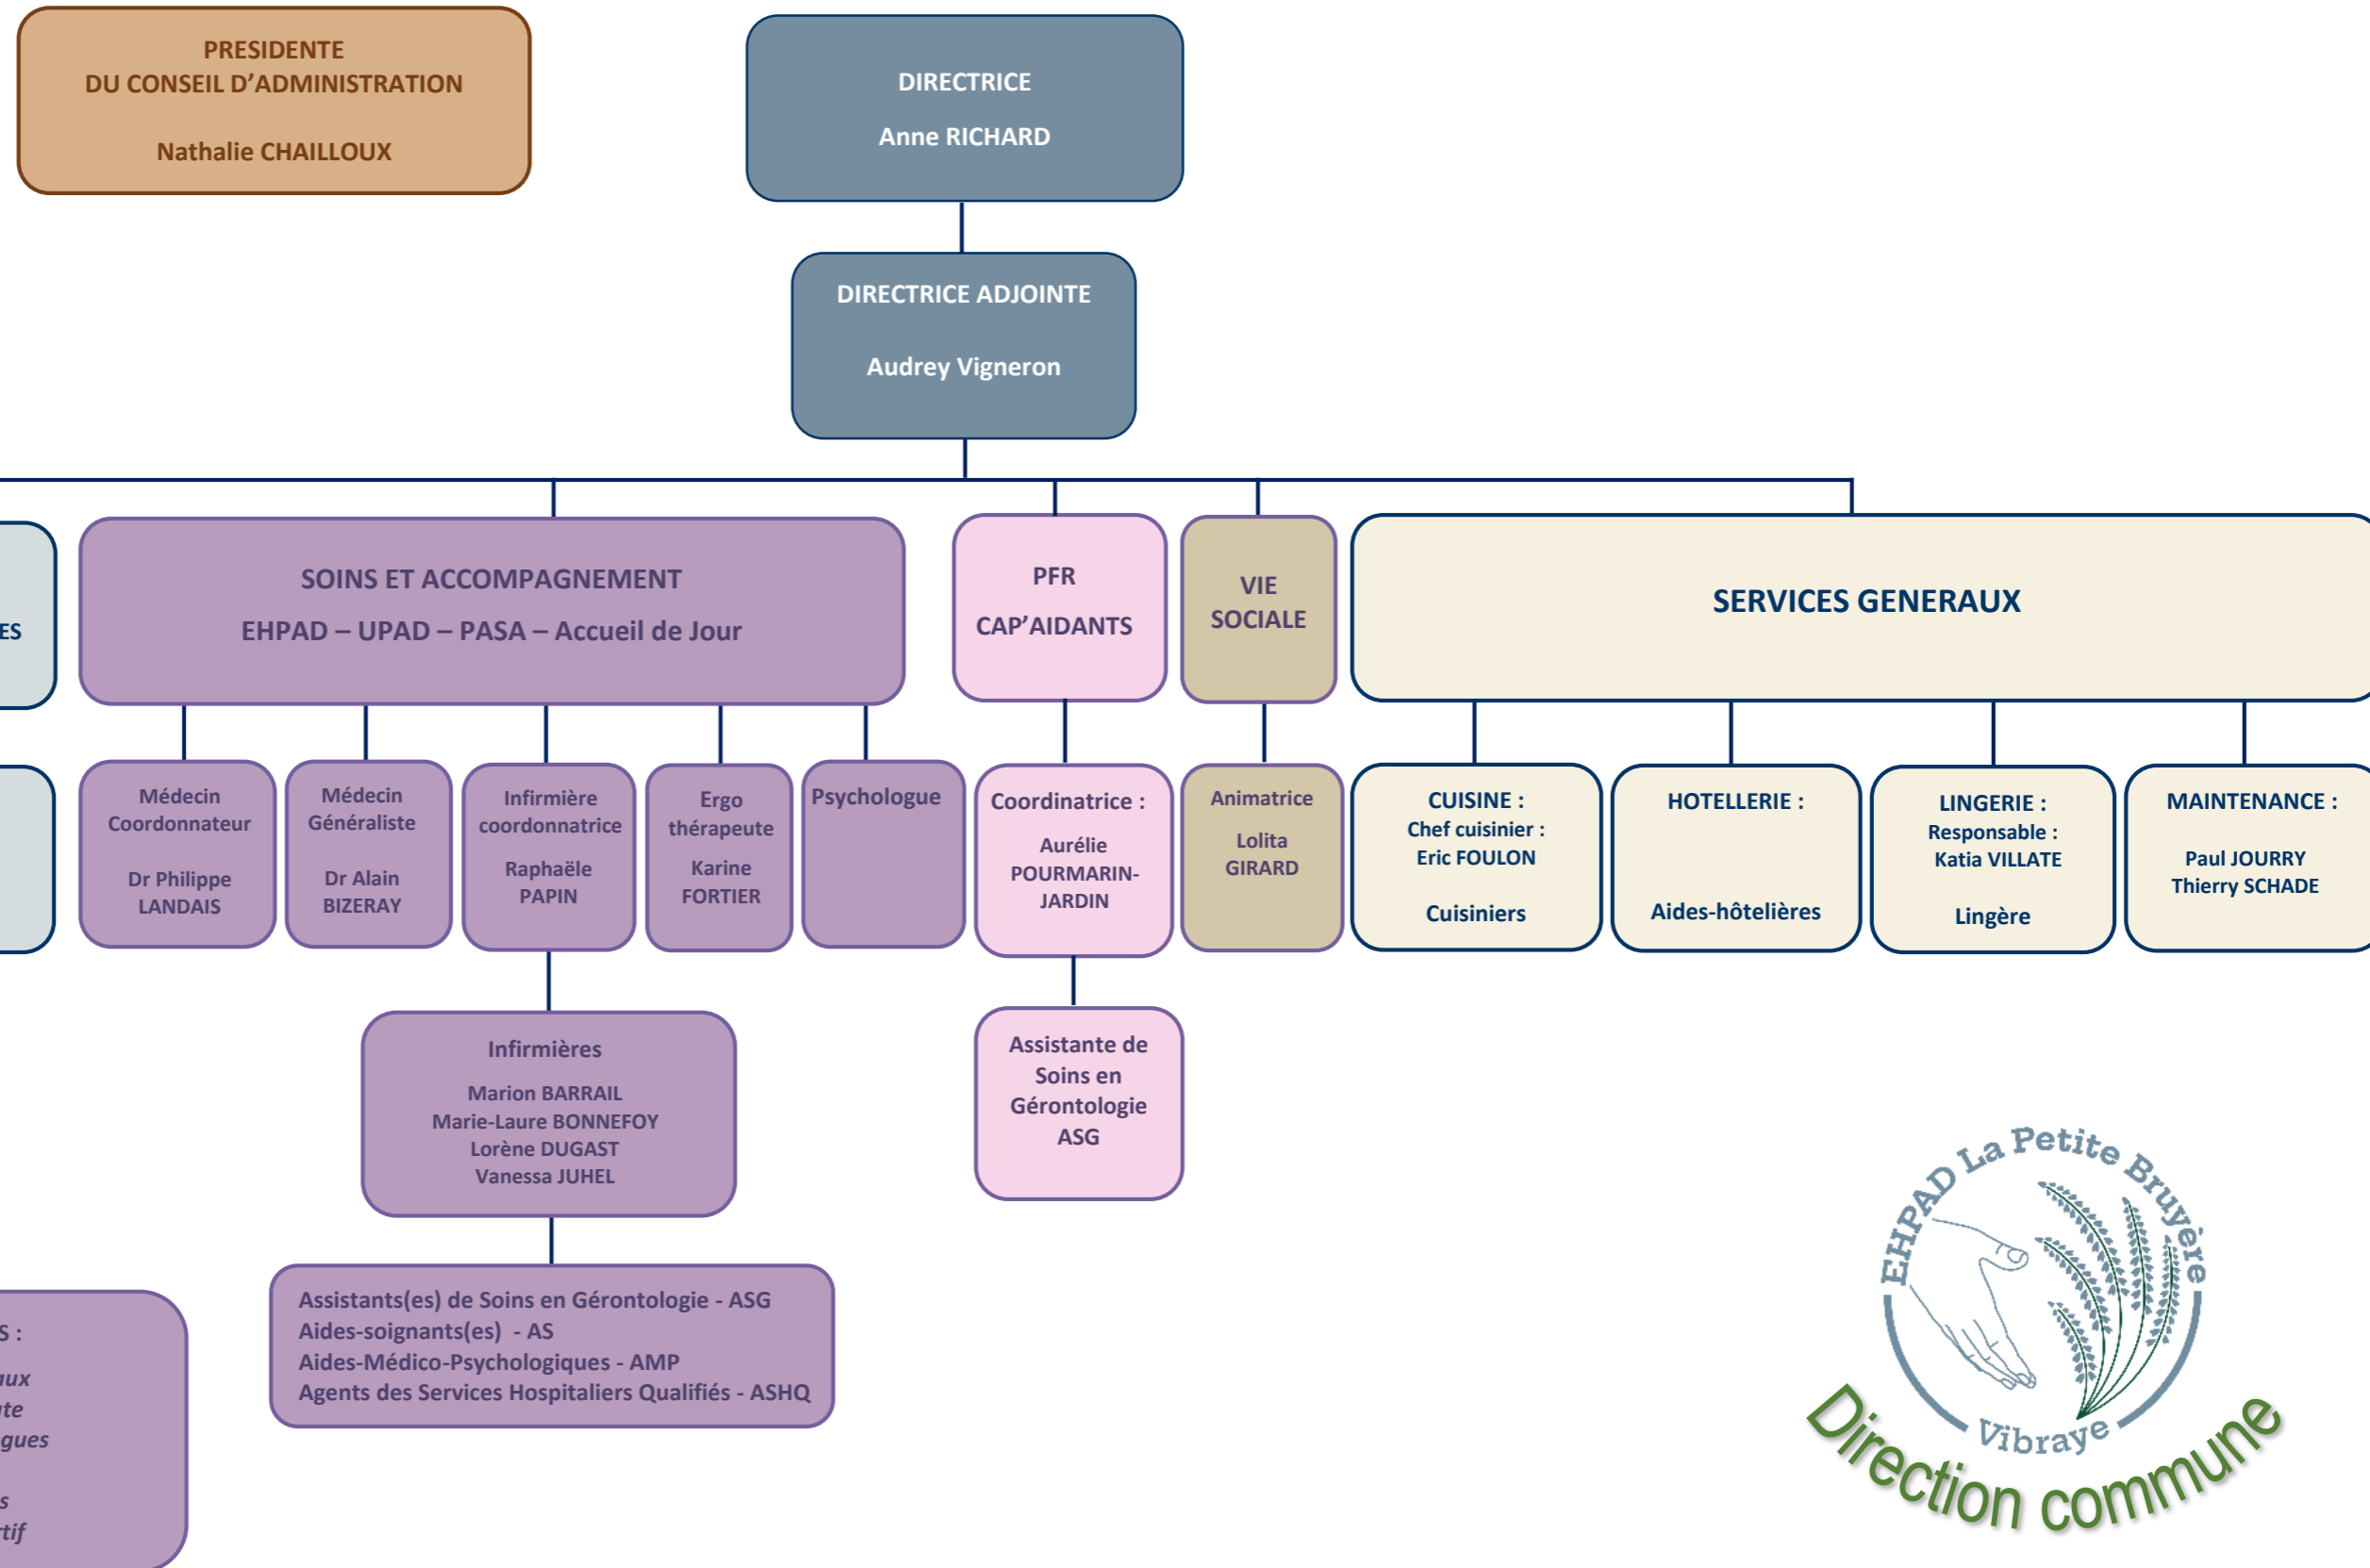 PRESIDENTE
DU CONSEIL D’ADMINISTRATION
Nathalie CHAILLOUX
DIRECTRICE
Anne RICHARD
DIRECTRICE ADJOINTE
Audrey Vigneron
ES
SOINS ET ACCOMPAGNEMENT
EHPAD – UPAD – PASA – Accueil de Jour
PFR
CAP’AIDANTS
VIE
SOCIALE
SERVICES GENERAUX
Médecin
Coordonnateur
Dr Philippe
LANDAIS
Médecin
Généraliste
Dr Alain
BIZERAY
Infirmière
coordonnatrice
Raphaële
PAPIN
Ergo
thérapeute
Karine
FORTIER
Psychologue
Coordinatrice :
Aurélie
POURMARIN-
JARDIN
Animatrice
Lolita
GIRARD
CUISINE :
Chef cuisinier :
Eric FOULON
Cuisiniers
HOTELLERIE :
Aides-hôtelières
LINGERIE :
Responsable :
Katia VILLATE
Lingère
MAINTENANCE :
Paul JOURRY
Thierry SCHADE
Infirmières
Marion BARRAIL
Marie-Laure BONNEFOY
Lorène DUGAST
Vanessa JUHEL
Assistante de
Soins en
Gérontologie
ASG
Assistants(es) de Soins en Gérontologie - ASG
Aides-soignants(es) - AS
Aides-Médico-Psychologiques - AMP
Agents des Services Hospitaliers Qualifiés - ASHQ
S :
aux
gues
s
rtif
EHPAD La Petite Bruyère
Vibraye
Direction commune